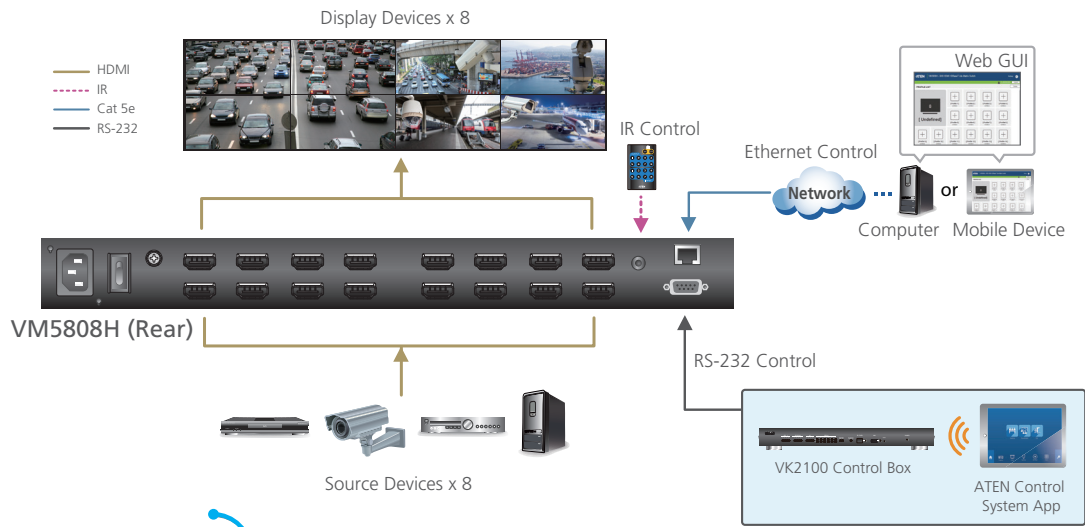 Display Devices x 8
HDMI
IR
Cat 5e
RS-232
IR Control
Web GUI
[ Undefined]
Ethernet Control
Network
or
Computer
Mobile Device
VM5808H (Rear)
RS-232 Control
Source Devices x 8
VK2100 Control Box
ATEN Control
System App